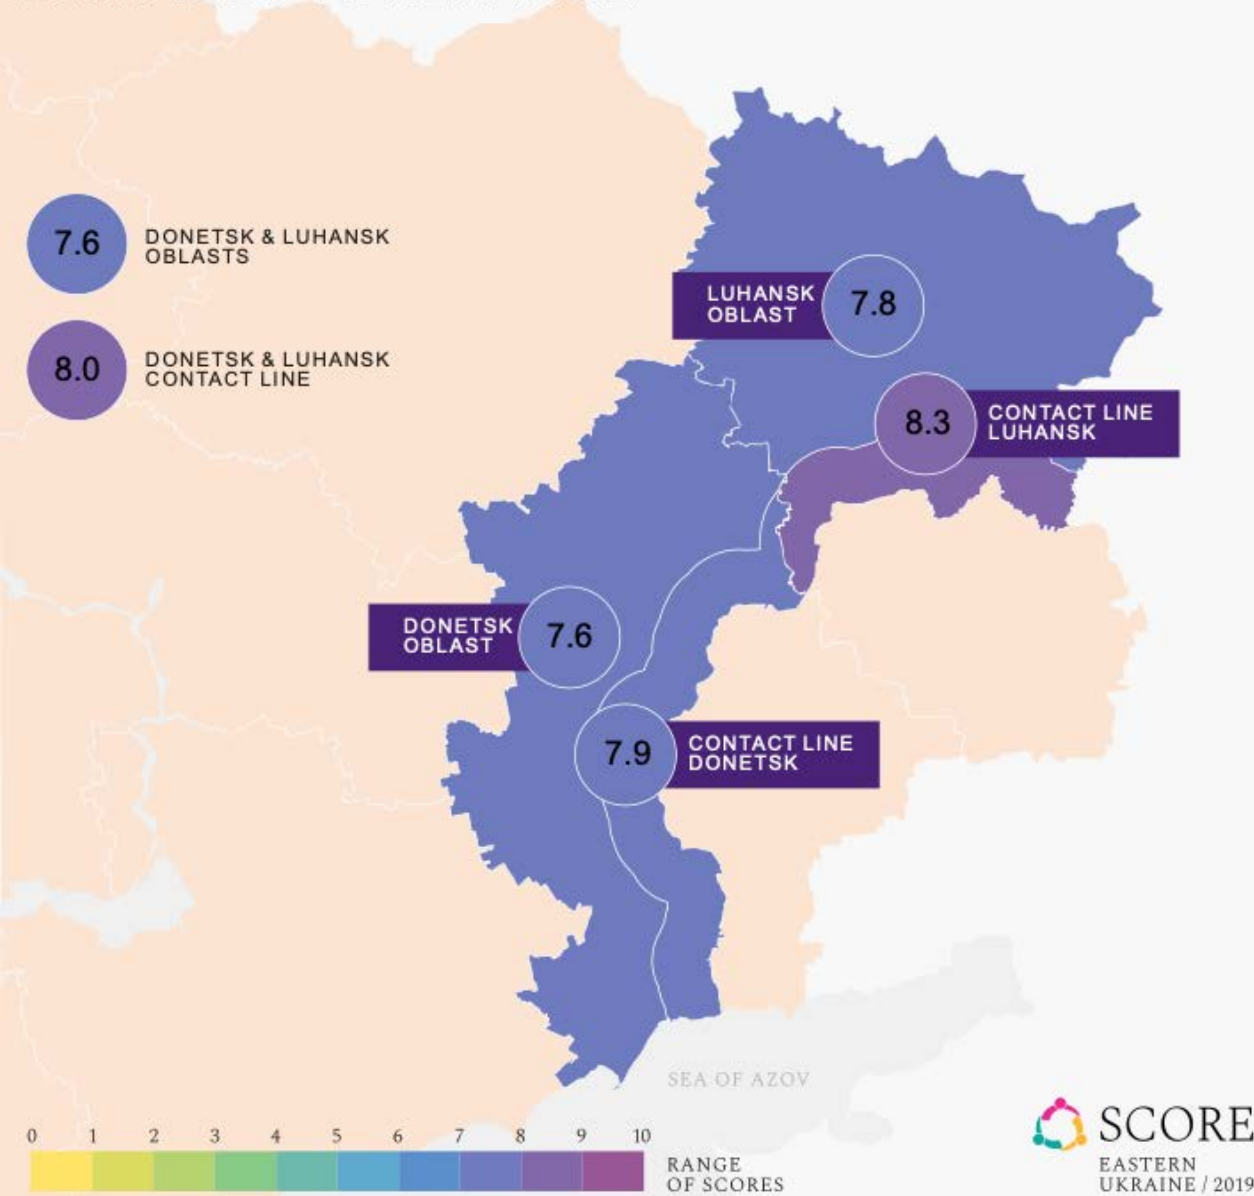 7.6
DONETSK & LUHANSK
OBLASTS
8.0
DONETSK & LUHANSK
CONTACT LINE
LUHANSK
OBLAST
7.8
8.3
CONTACT LINE
LUHANSK
DONETSK
OBLAST
7.6
7.9
CONTACT LINE
DONETSK
SEA OF AZOV
0 1 2 3 4 5 6 7 8 9 10
RANGE
OF SCORES
SCORE
EASTERN
UKRAINE / 2019